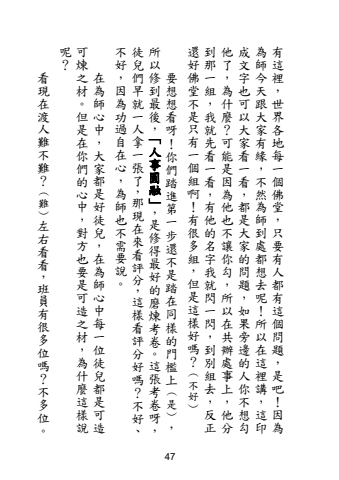 有這裡，世界各地每一個佛堂，只要有人都有這個問題，是吧！因為
為師今天跟大家有緣，不然為師到處都想去呢！所以在這裡講，這印
成文字也可以大家看一看，都是大家的問題，如果旁邊的人你不想勾
他了，為什麼？可能是因為他也不讓你勾，所以在共辦處事上，他分
到那一組，我就先看一看，有他的名字我就閃一閃，到別組去，反正
還好佛堂不是只有一個組啊！有很多組，但是這樣好嗎？（不好）
要想想看呀！你們踏進第一步還不是踏在同樣的門檻上（是），
所以修到最後，「人事圓融」，是修得最好的磨煉考卷。這張考卷呀，
徒兒們早就一人拿一張了，那現在來看評分，這樣看評分好嗎？不好、
不好，因為功過自在心，為師也不需要說。
在為師心中，大家都是好徒兒，在為師心中每一位徒兒都是可造
可煉之材。但是在你們的心中，對方也要是可造之材，為什麼這樣說
呢？
看現在渡人難不難？（難）左右看看，班員有很多位嗎？不多位。
47